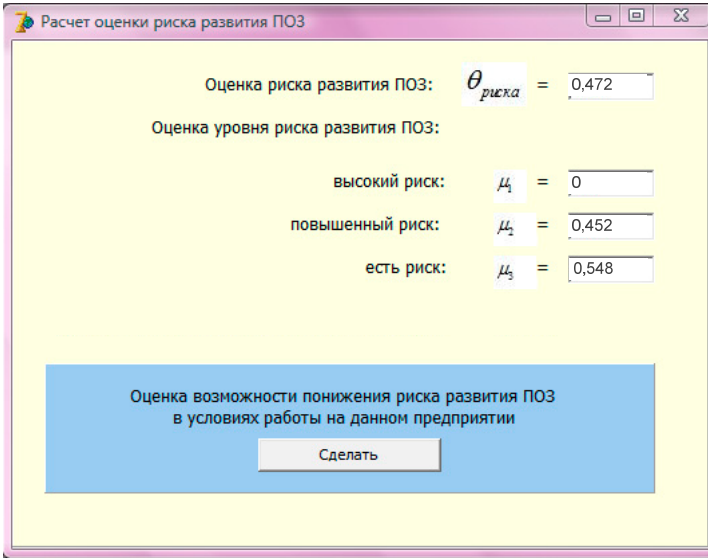 Расчет оценки риска развития ПОЗ
Оценка риска развития ПОЗ: θ риска = 0,472
Оценка уровня риска развития ПОЗ:
высокий риск: μ₁ = 0
повышенный риск: μ₂ = 0,452
есть риск: μ₃ = 0,548
Оценка возможности понижения риска развития ПОЗ
в условиях работы на данном предприятии
Сделать